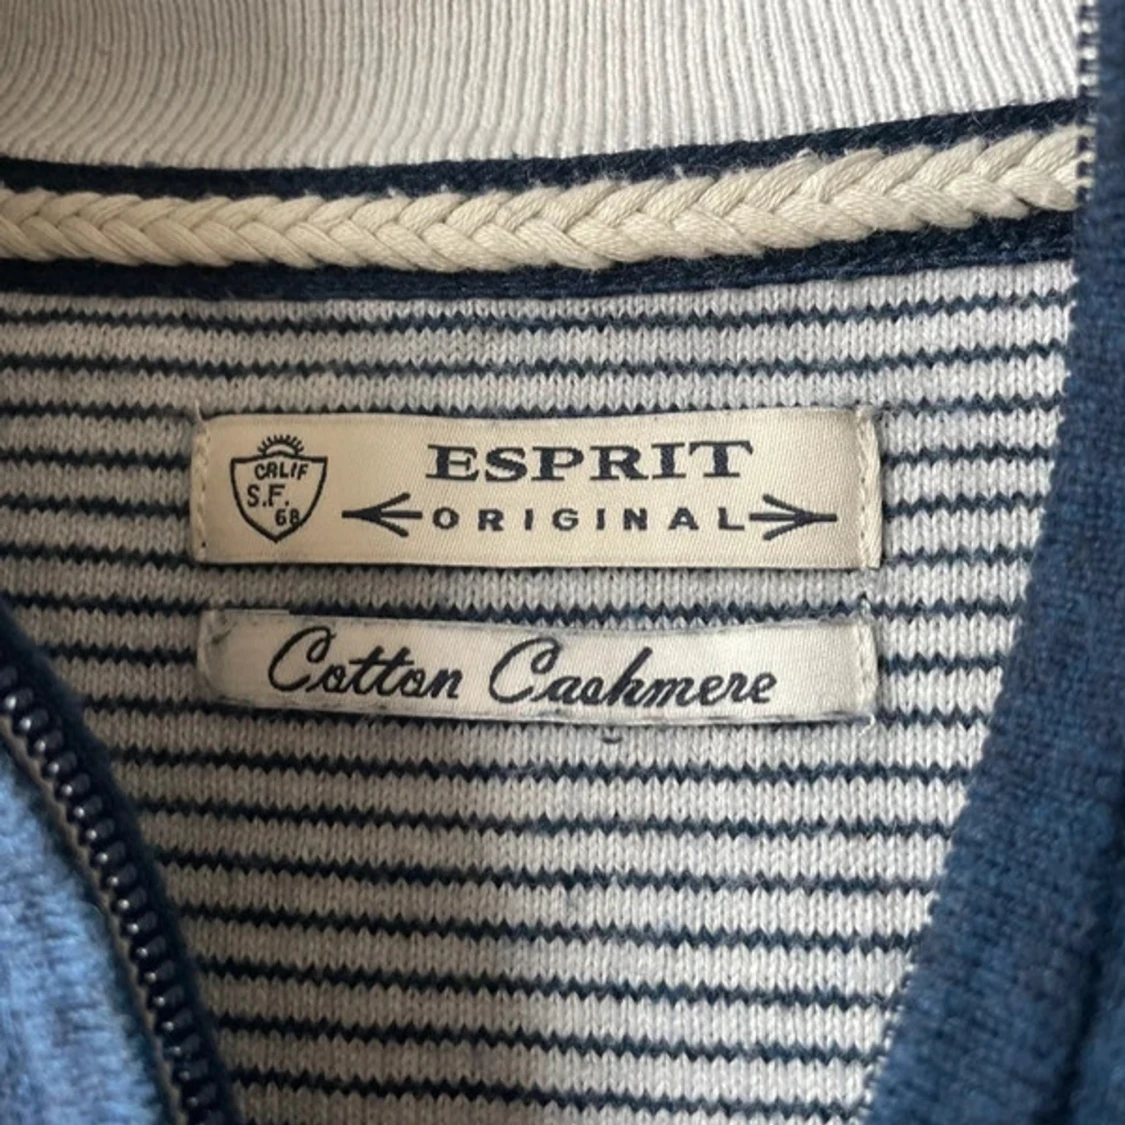 CALIF
S.F.
68
ESPRIT
ORIGINAL
Cotton Cashmere